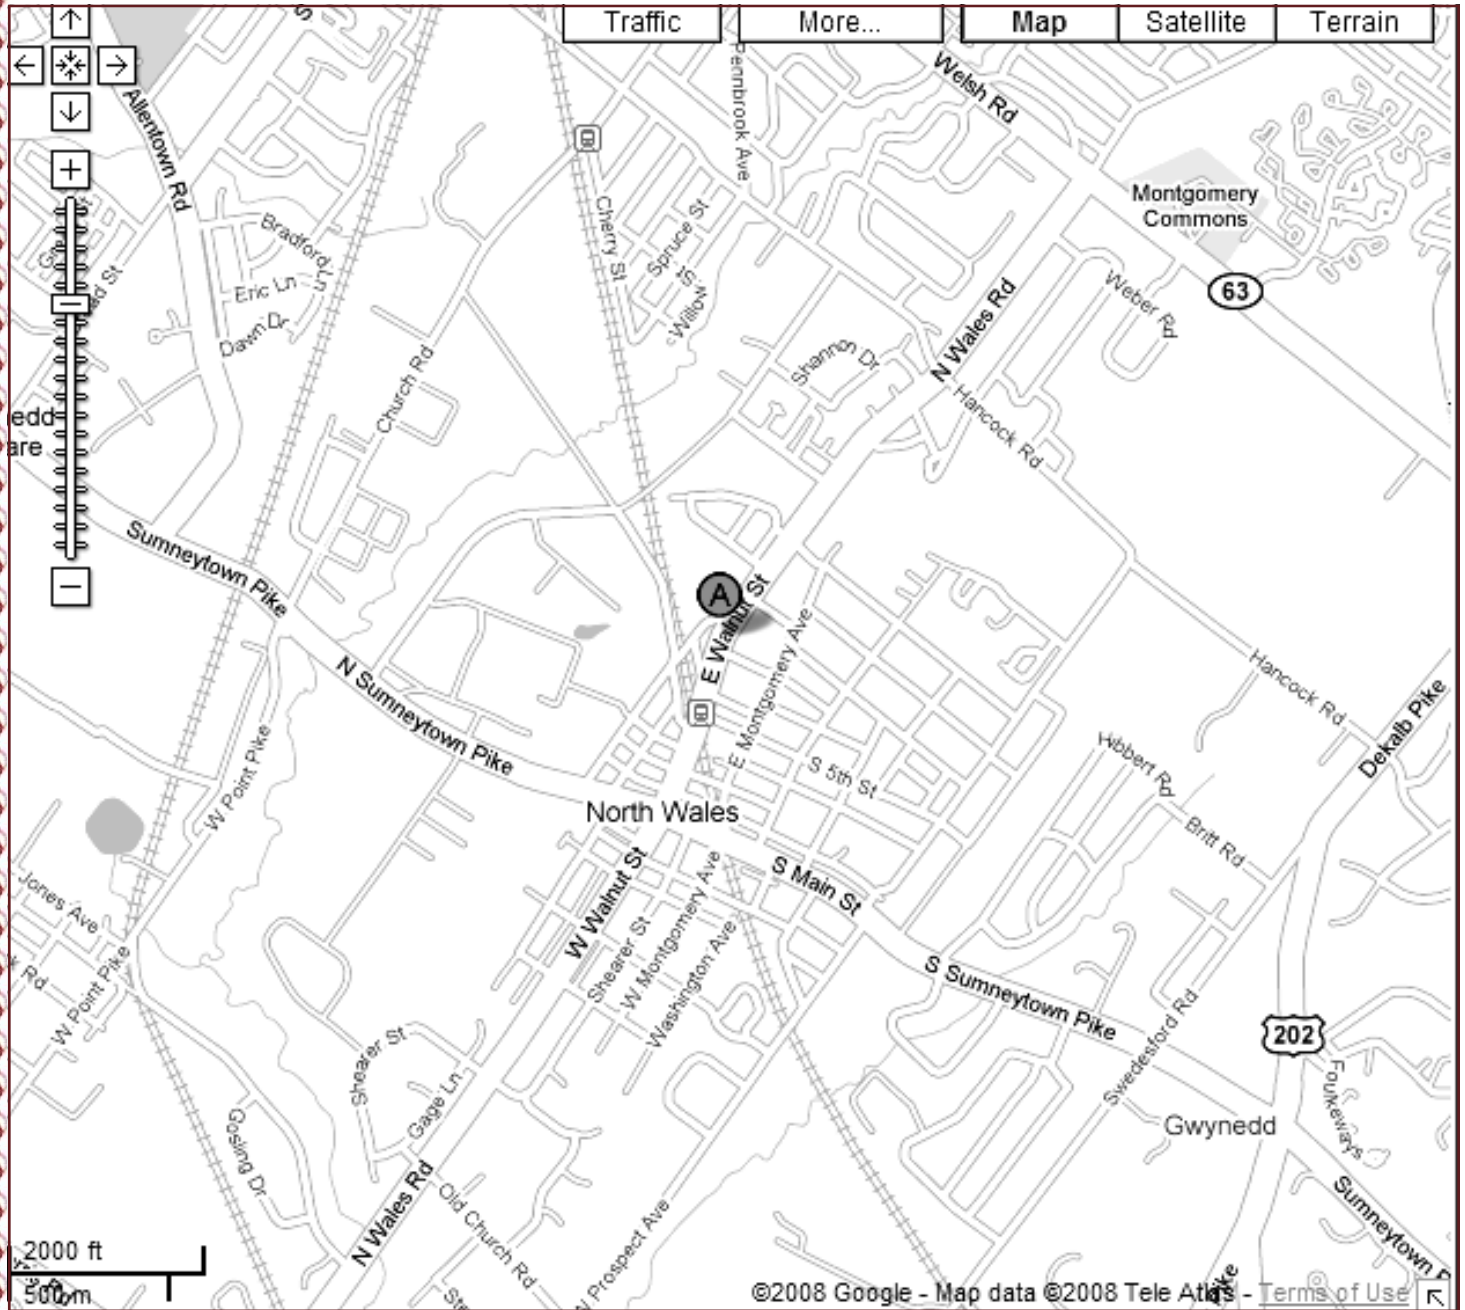 Traffic
More...
Map
Satellite
Terrain
Allentown Rd
Pennbrook Ave
Welsh Rd
Montgomery
Commons
63
Bradford Ln
Eric Ln
Dawn Dr
Cherry St
Spruce St
Willow St
Weber Rd
N Wales Rd
Shannon Dr
Church Rd
Hancock Rd
Sumneytown Pike
A
E Walnut St
E Montgomery Ave
N Sumneytown Pike
Hancock Rd
Dekalb Pike
W Point Pike
S 5th St
Hibbert Rd
Rd
Britt Rd
North Wales
S Main St
W Walnut St
Jones Ave
Shearer St
W Montgomery Ave
Washington Ave
W Point Pike
S Sumneytown Pike
202
Swedesford Rd
Foulkeways
Gwynedd
Shearer St
Gage Ln
Gosling Dr
N Wales Rd
Old Church Rd
W Prospect Ave
Sumneytown P
2000 ft
500 m
©2008 Google - Map data ©2008 Tele Atlas - Terms of Use